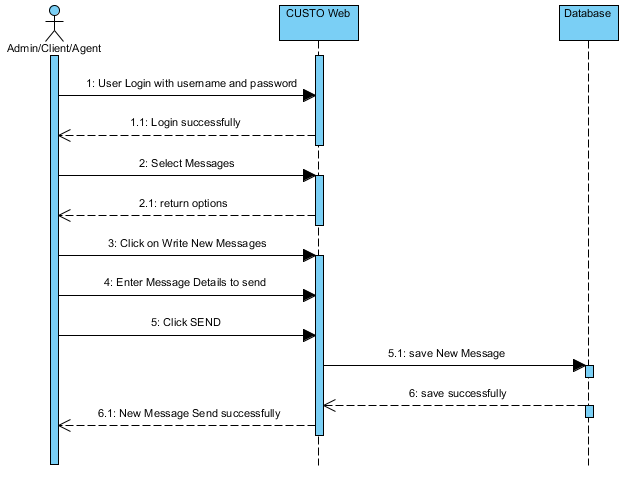 CUSTO Web
Database
Admin/Client/Agent
1: User Login with username and password
1.1: Login successfully
2: Select Messages
2.1: return options
3: Click on Write New Messages
4: Enter Message Details to send
5: Click SEND
5.1: save New Message
6: save successfully
6.1: New Message Send successfully